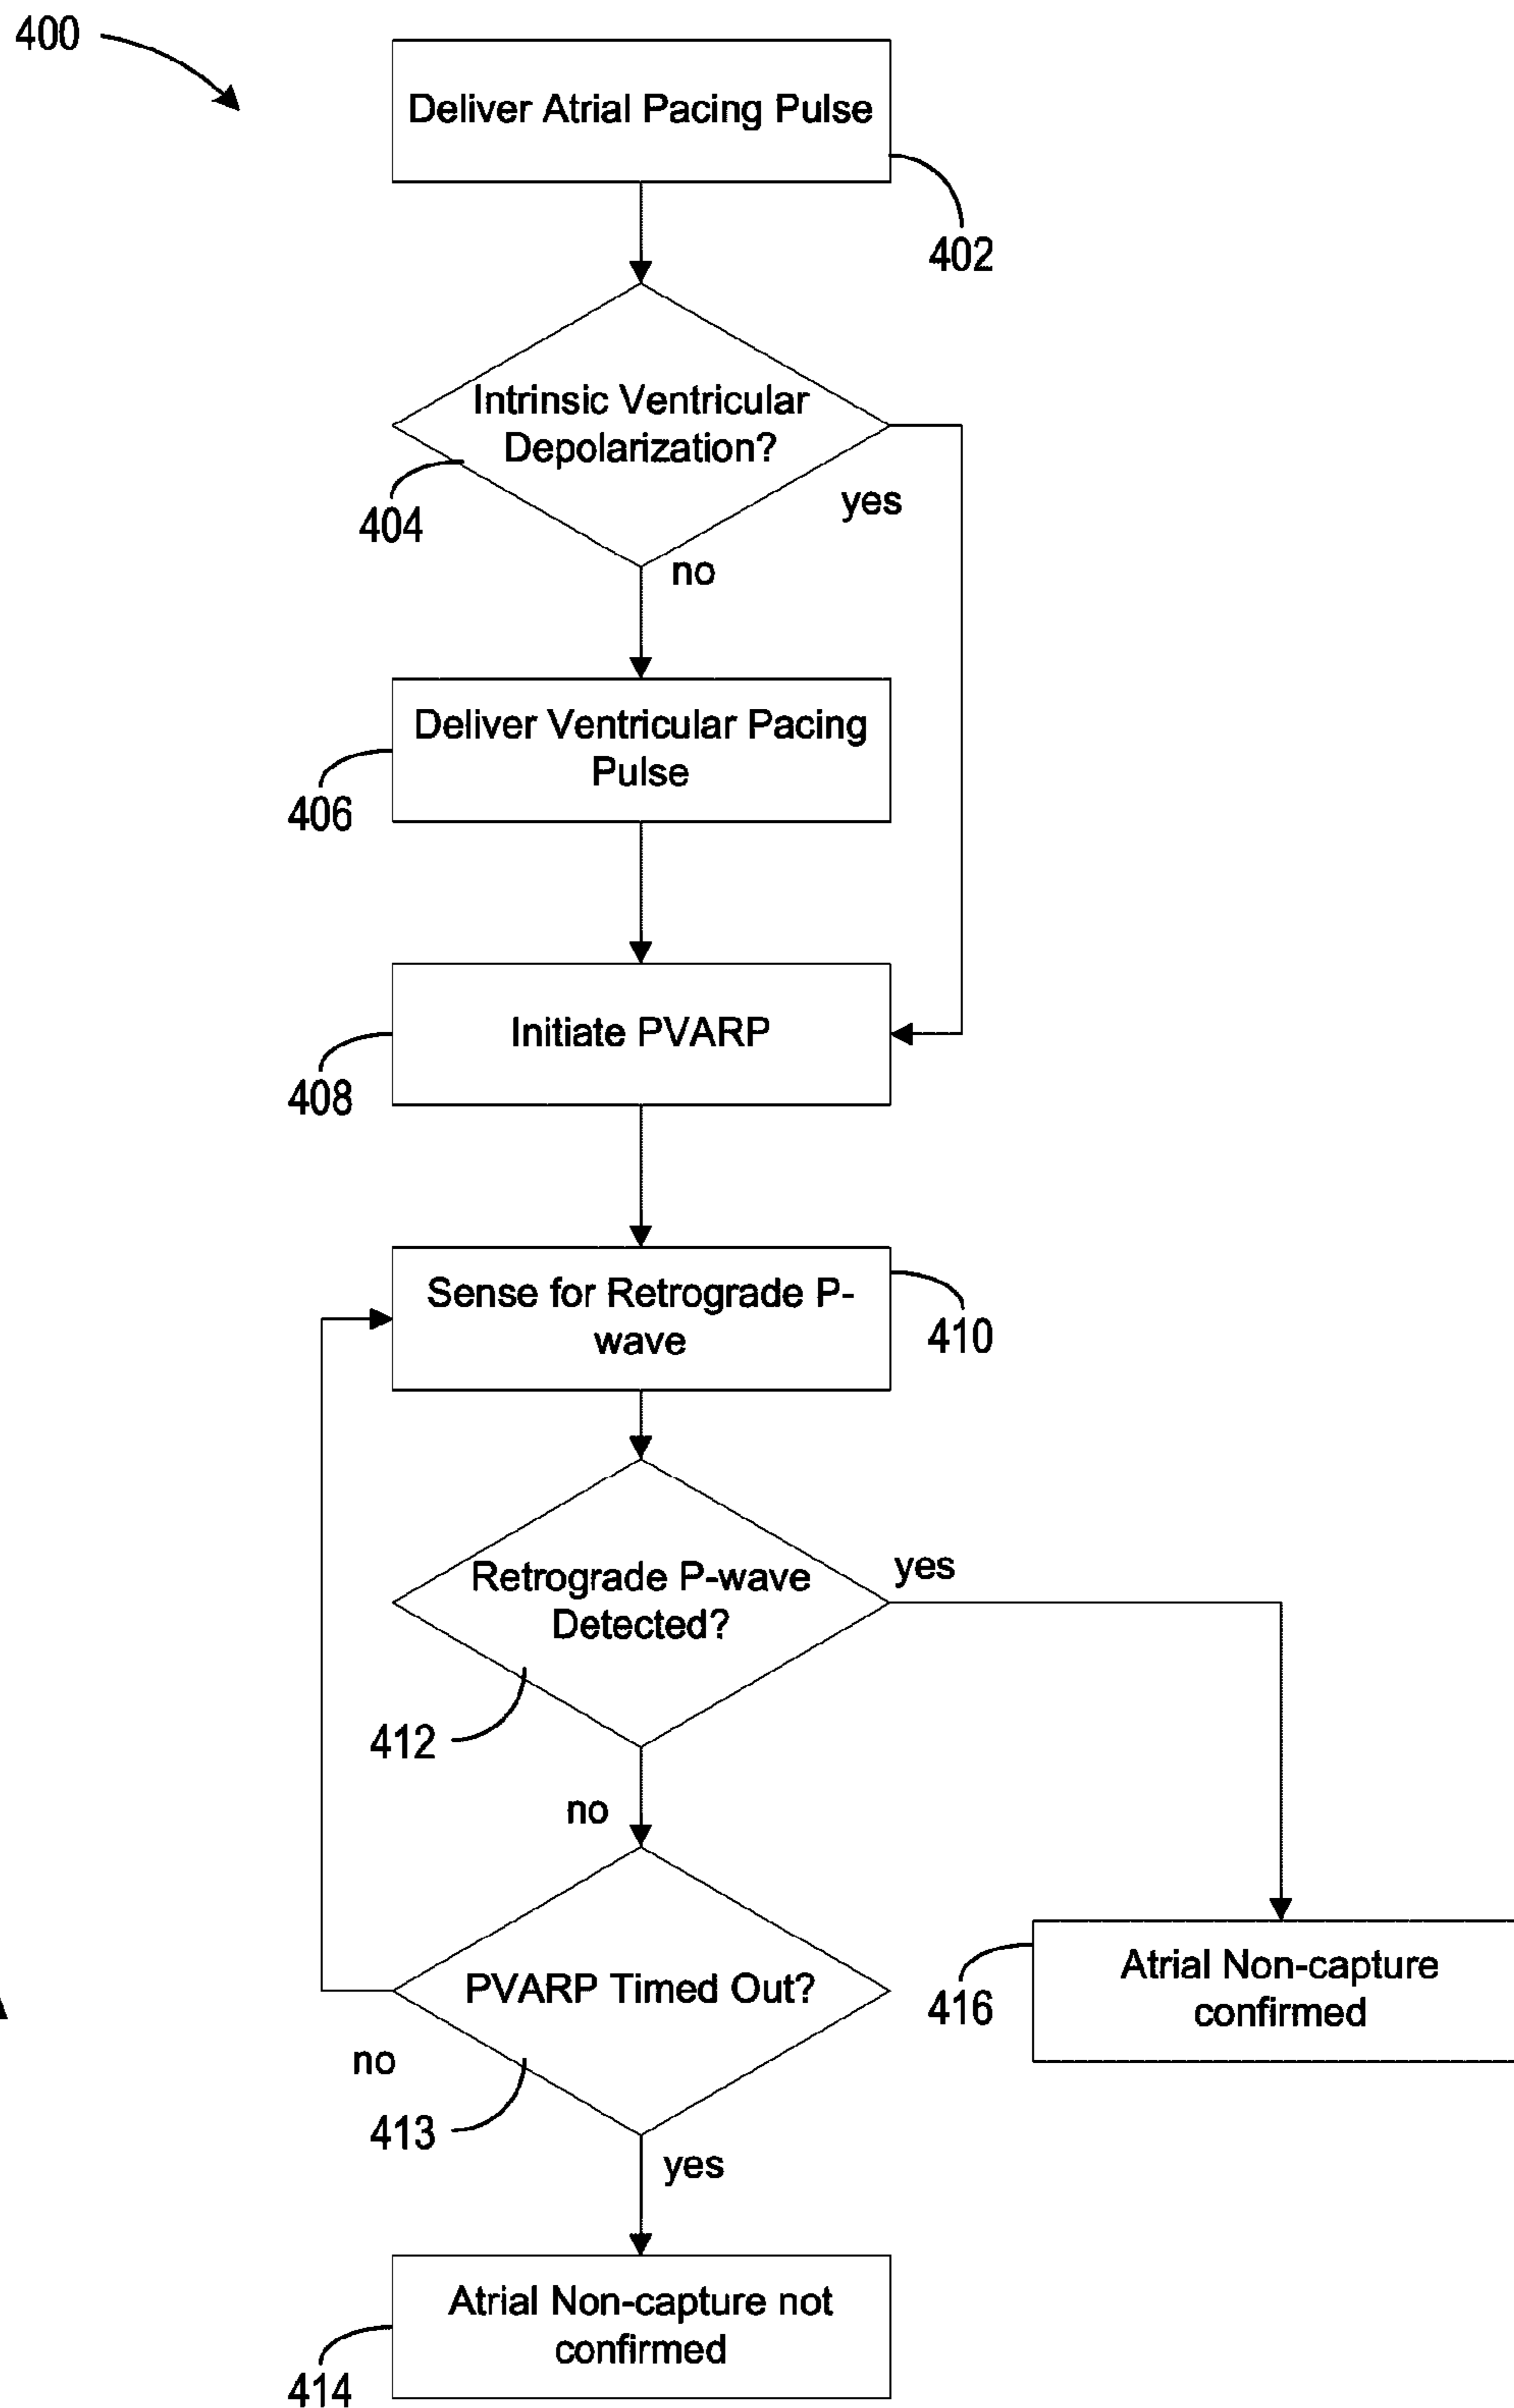 400
Deliver Atrial Pacing Pulse
402
Intrinsic Ventricular
Depolarization?
404
yes
no
Deliver Ventricular Pacing
Pulse
406
Initiate PVARP
408
Sense for Retrograde P-
wave
410
Retrograde P-wave
Detected?
yes
412
no
PVARP Timed Out?
no
413
yes
Atrial Non-capture
confirmed
416
Atrial Non-capture not
confirmed
414